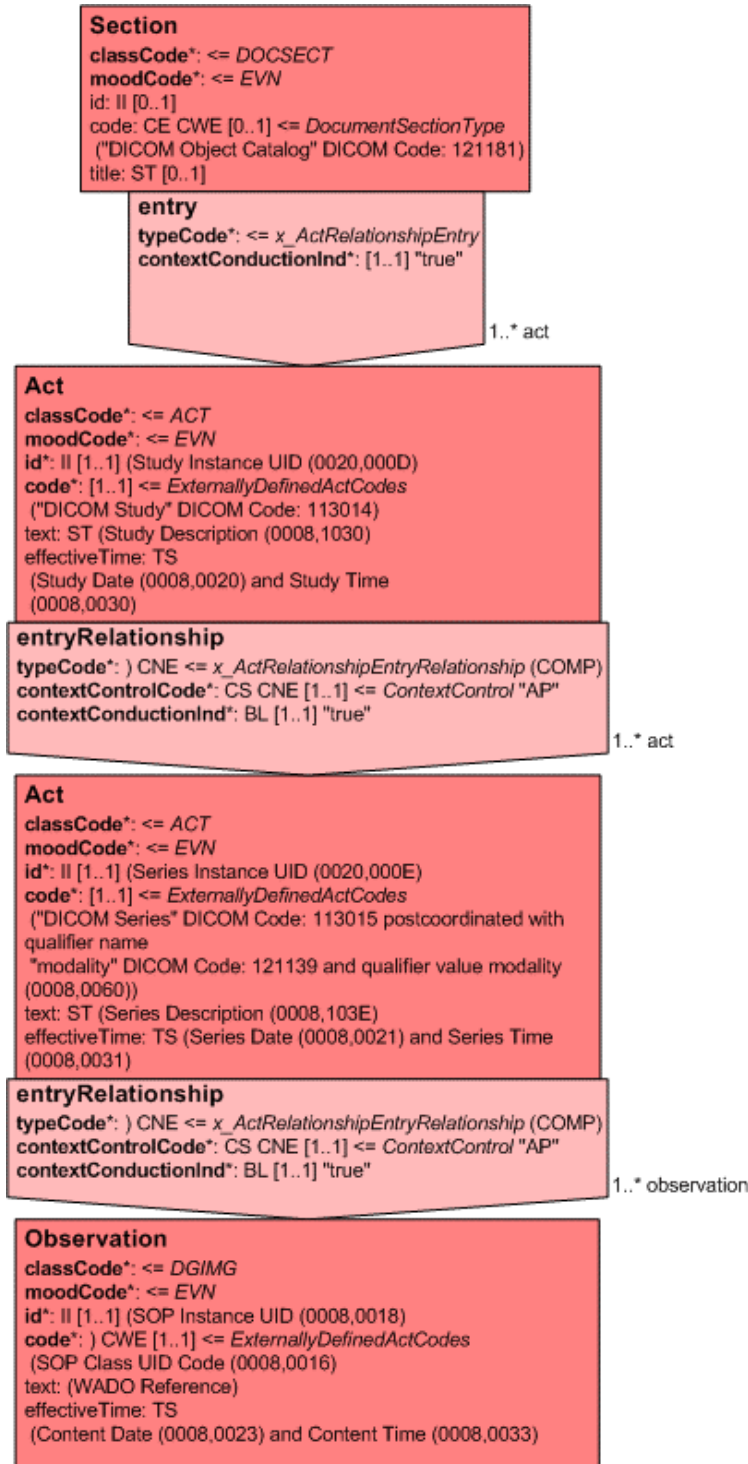 Section
classCode*: <= DOCSECT
moodCode*: <= EVN
id: II [0..1]
code: CE CWE [0..1] <= DocumentSectionType
("DICOM Object Catalog" DICOM Code: 121181)
title: ST [0..1]
entry
typeCode*: <= x_ActRelationshipEntry
contextConductionInd*: [1..1] "true"
1..* act
Act
classCode*: <= ACT
moodCode*: <= EVN
id*: II [1..1] (Study Instance UID (0020,000D)
code*: [1..1] <= ExternallyDefinedActCodes
("DICOM Study" DICOM Code: 113014)
text: ST (Study Description (0008,1030)
effectiveTime: TS
(Study Date (0008,0020) and Study Time
(0008,0030)
entryRelationship
typeCode*: ) CNE <= x_ActRelationshipEntryRelationship (COMP)
contextControlCode*: CS CNE [1..1] <= ContextControl "AP"
contextConductionInd*: BL [1..1] "true"
1..* act
Act
classCode*: <= ACT
moodCode*: <= EVN
id*: II [1..1] (Series Instance UID (0020,000E)
code*: [1..1] <= ExternallyDefinedActCodes
("DICOM Series" DICOM Code: 113015 postcoordinated with
qualifier name
"modality" DICOM Code: 121139 and qualifier value modality
(0008,0060))
text: ST (Series Description (0008,103E)
effectiveTime: TS (Series Date (0008,0021) and Series Time
(0008,0031)
entryRelationship
typeCode*: ) CNE <= x_ActRelationshipEntryRelationship (COMP)
contextControlCode*: CS CNE [1..1] <= ContextControl "AP"
contextConductionInd*: BL [1..1] "true"
1..* observation
Observation
classCode*: <= DGIMG
moodCode*: <= EVN
id*: II [1..1] (SOP Instance UID (0008,0018)
code*: ) CWE [1..1] <= ExternallyDefinedActCodes
(SOP Class UID Code (0008,0016)
text: (WADO Reference)
effectiveTime: TS
(Content Date (0008,0023) and Content Time (0008,0033)